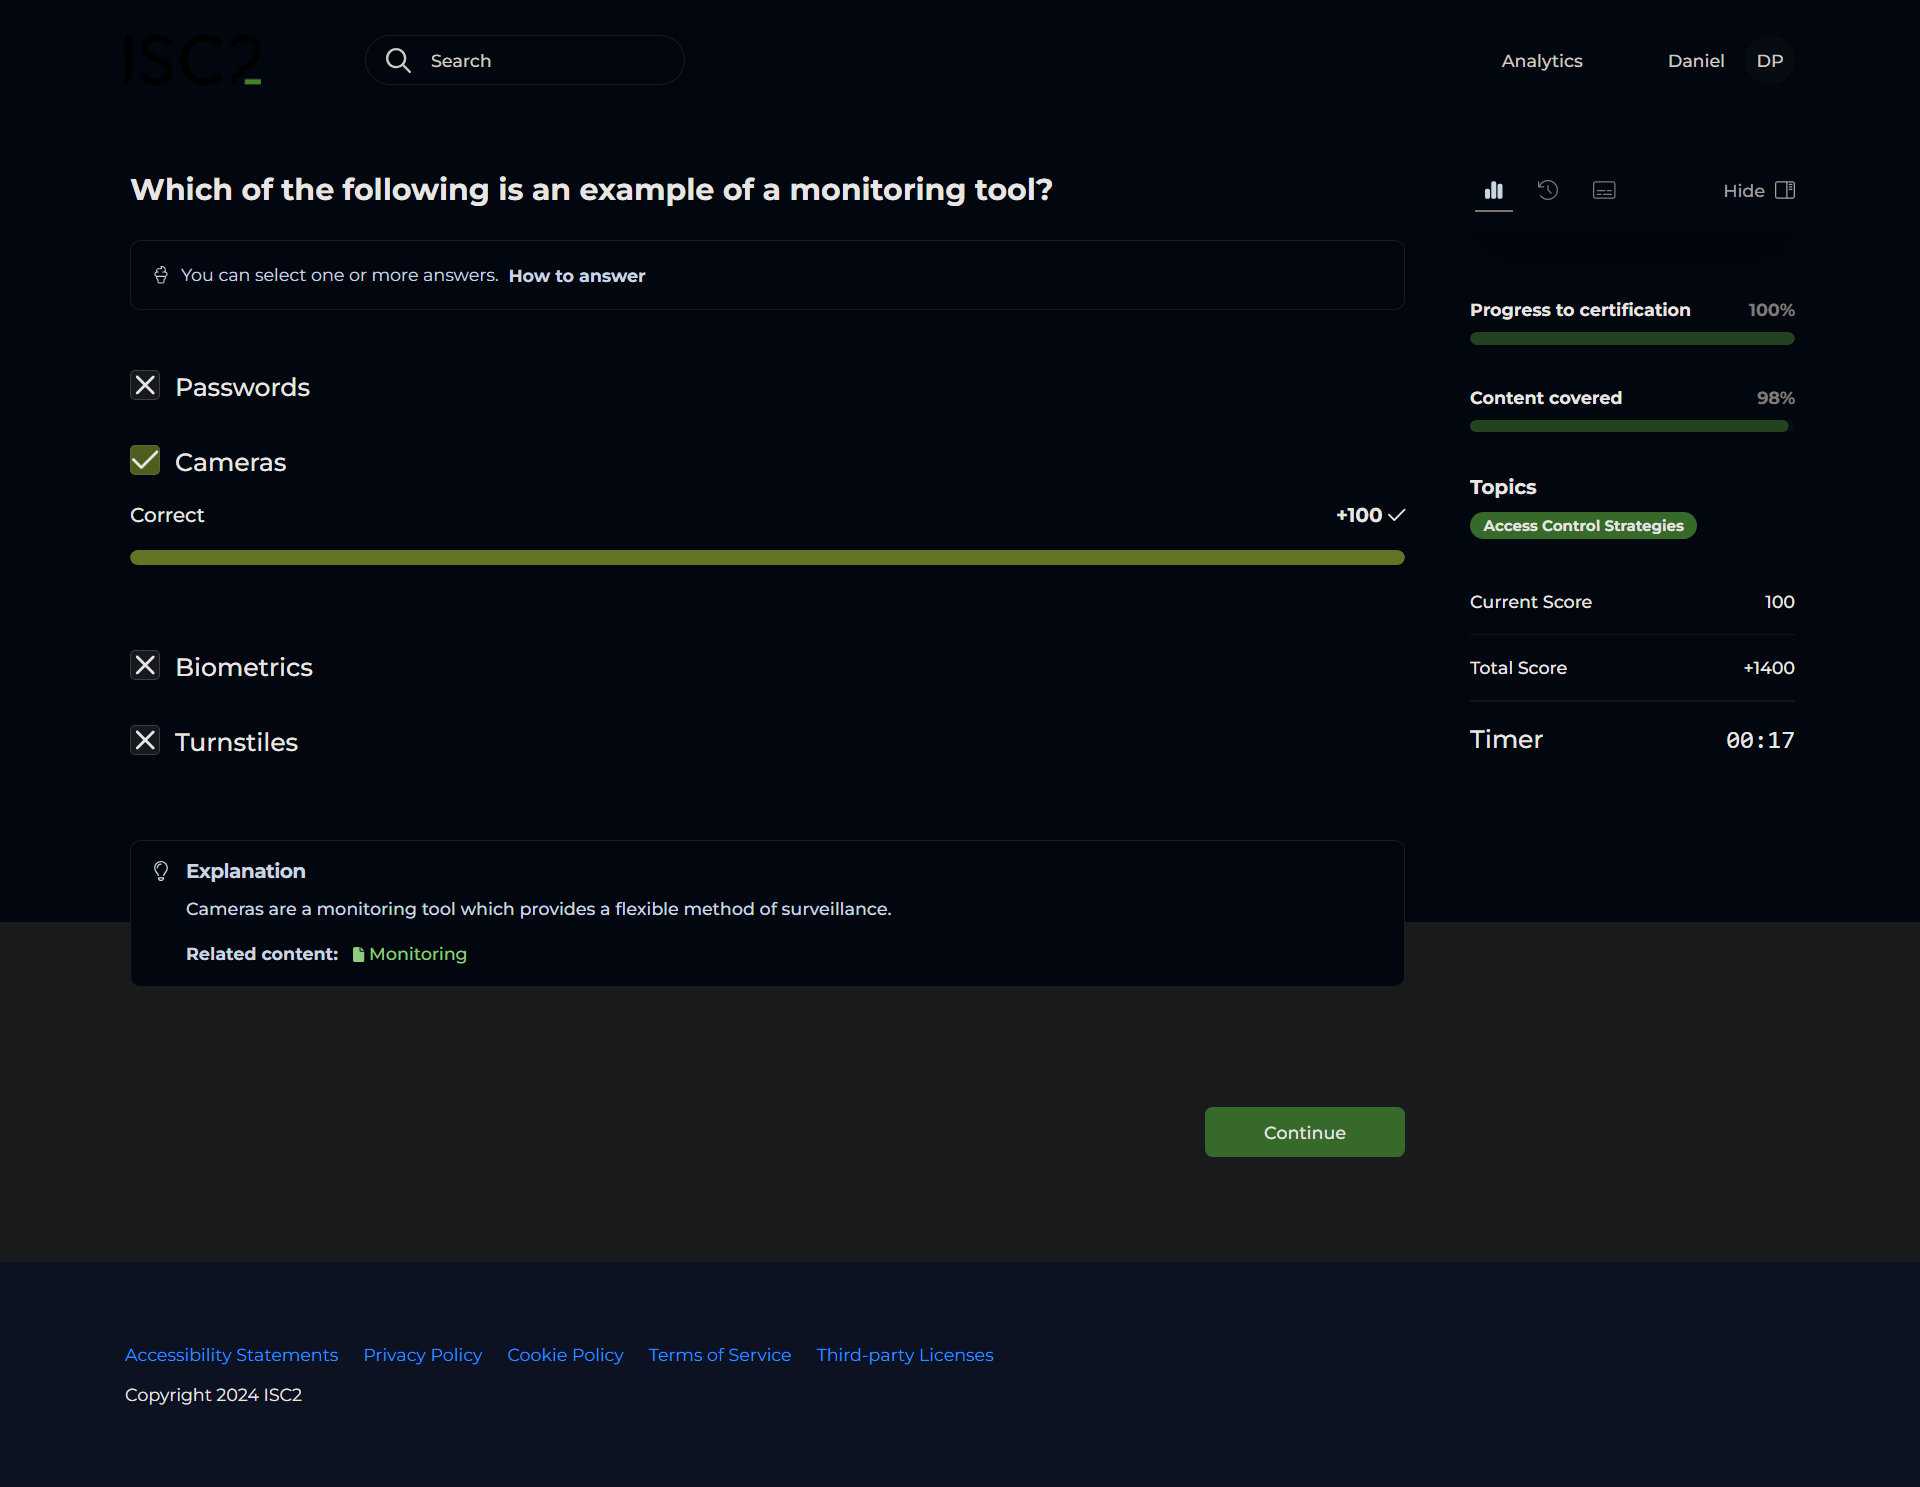 ISC2
Search
Analytics
Daniel
DP
Which of the following is an example of a monitoring tool?
Hide
You can select one or more answers. How to answer
Progress to certification 100%
Passwords
Content covered 98%
Cameras
Topics
Correct
+100
Access Control Strategies
Current Score 100
Biometrics
Total Score +1400
Turnstiles
Timer 00:17
Explanation
Cameras are a monitoring tool which provides a flexible method of surveillance.
Related content: Monitoring
Continue
Accessibility Statements Privacy Policy Cookie Policy Terms of Service Third-party Licenses
Copyright 2024 ISC2